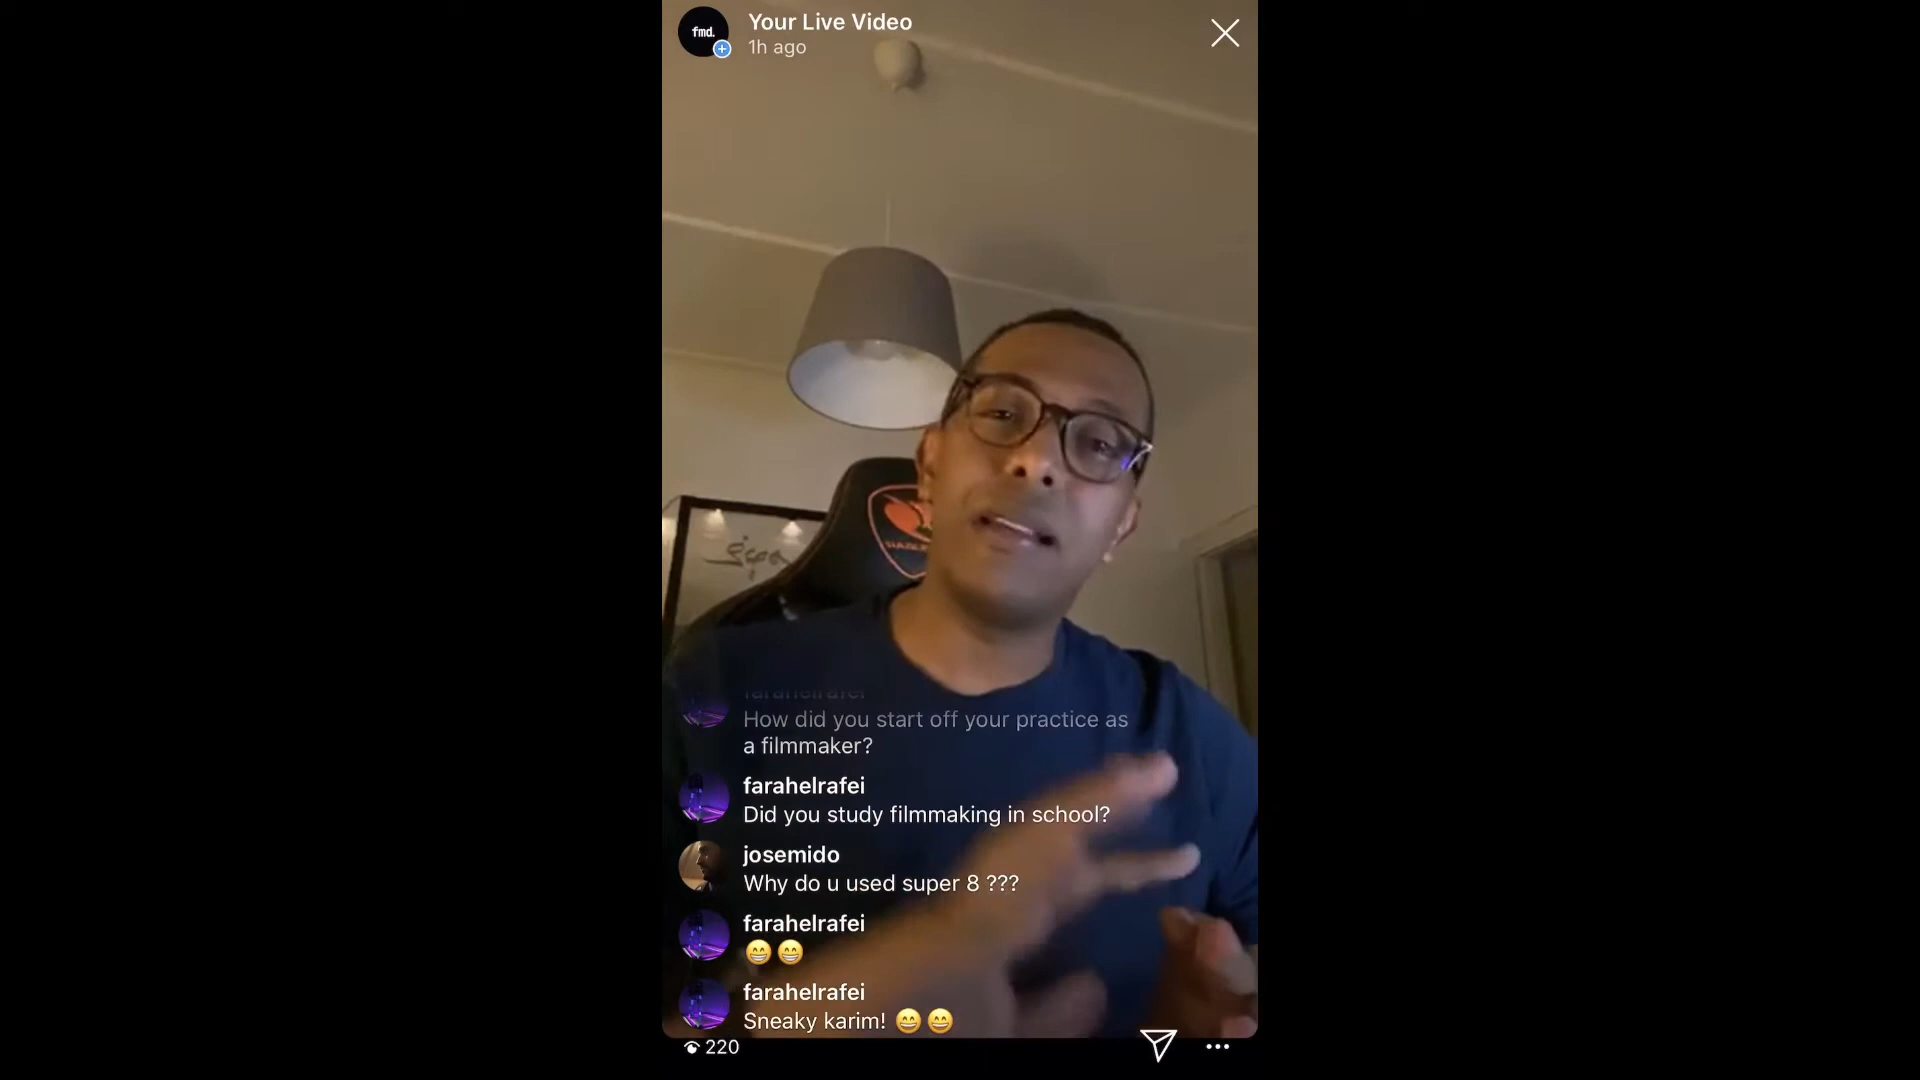 fmd.
Your Live Video
1h ago
farahelrafei
How did you start off your practice as
a filmmaker?
farahelrafei
Did you study filmmaking in school?
josemido
Why do u used super 8 ???
farahelrafei
😁😁
farahelrafei
Sneaky karim! 😄😄
220